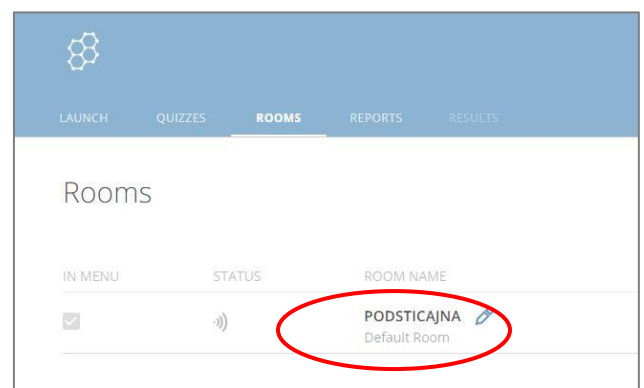 LAUNCH QUIZZES ROOMS REPORTS RESULTS
Rooms
IN MENU STATUS ROOM NAME
PODSTICAJNA
Default Room